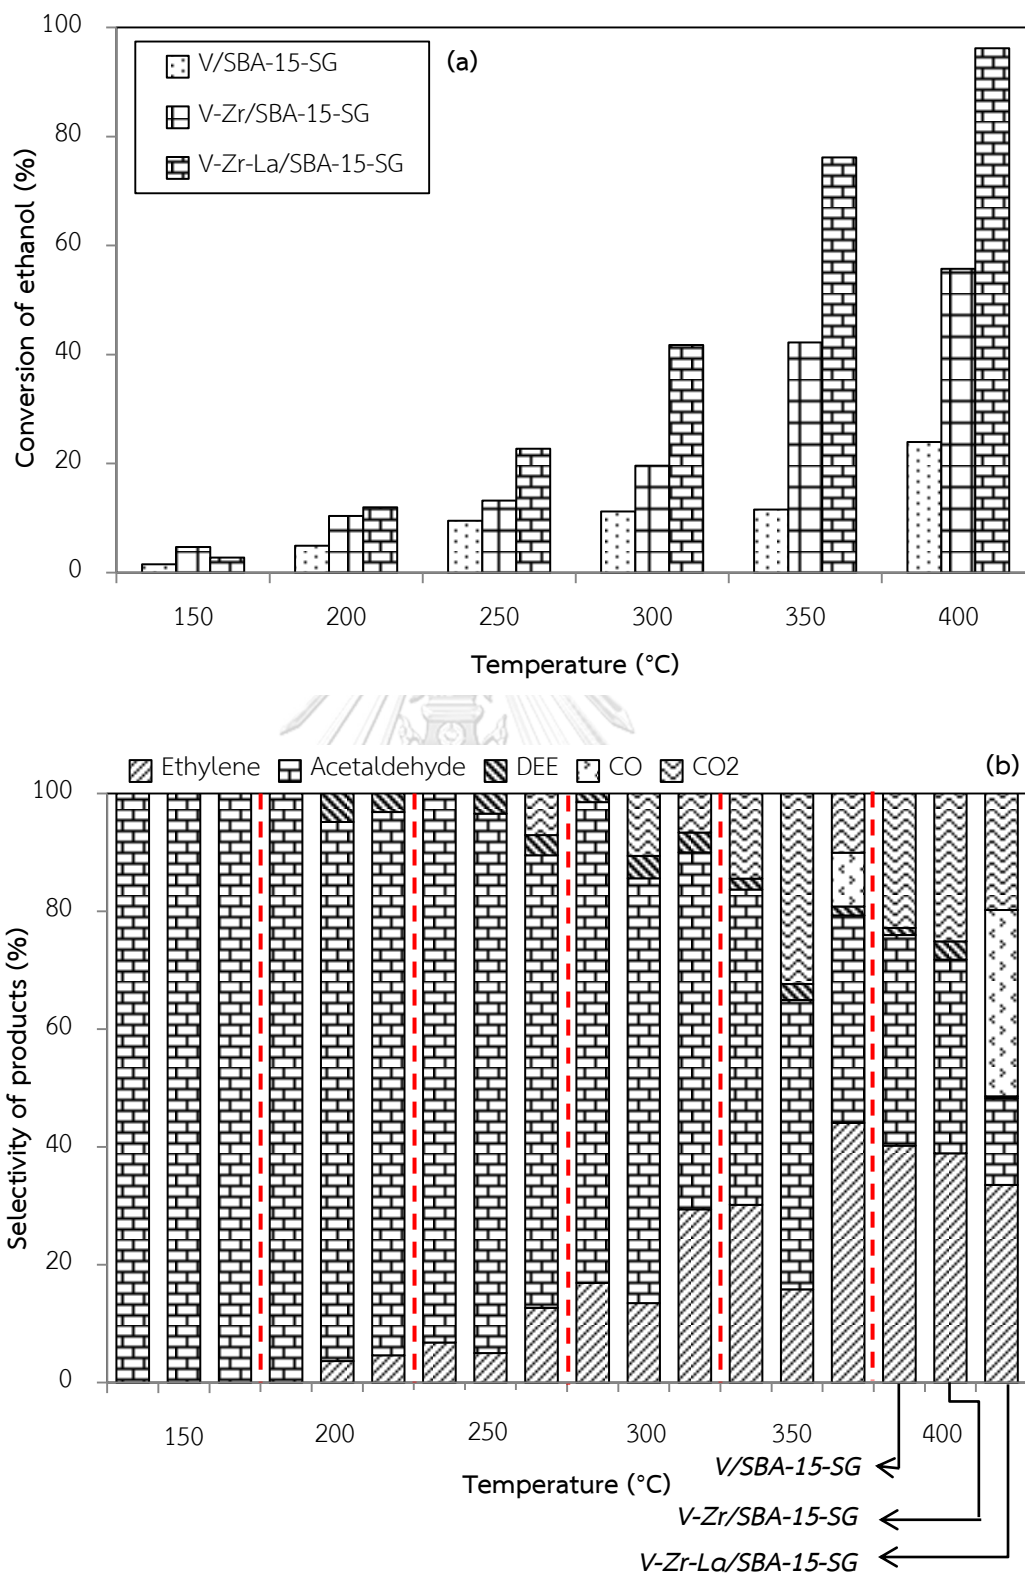 100
80
60
40
20
0
Conversion of ethanol (%)
V/SBA-15-SG
V-Zr/SBA-15-SG
V-Zr-La/SBA-15-SG
(a)
150 200 250 300 350 400
Temperature (°C)
Ethylene Acetaldehyde DEE CO CO2 (b)
100
80
60
40
20
0
Selectivity of products (%)
150 200 250 300 350 400
Temperature (°C)
V/SBA-15-SG
V-Zr/SBA-15-SG
V-Zr-La/SBA-15-SG